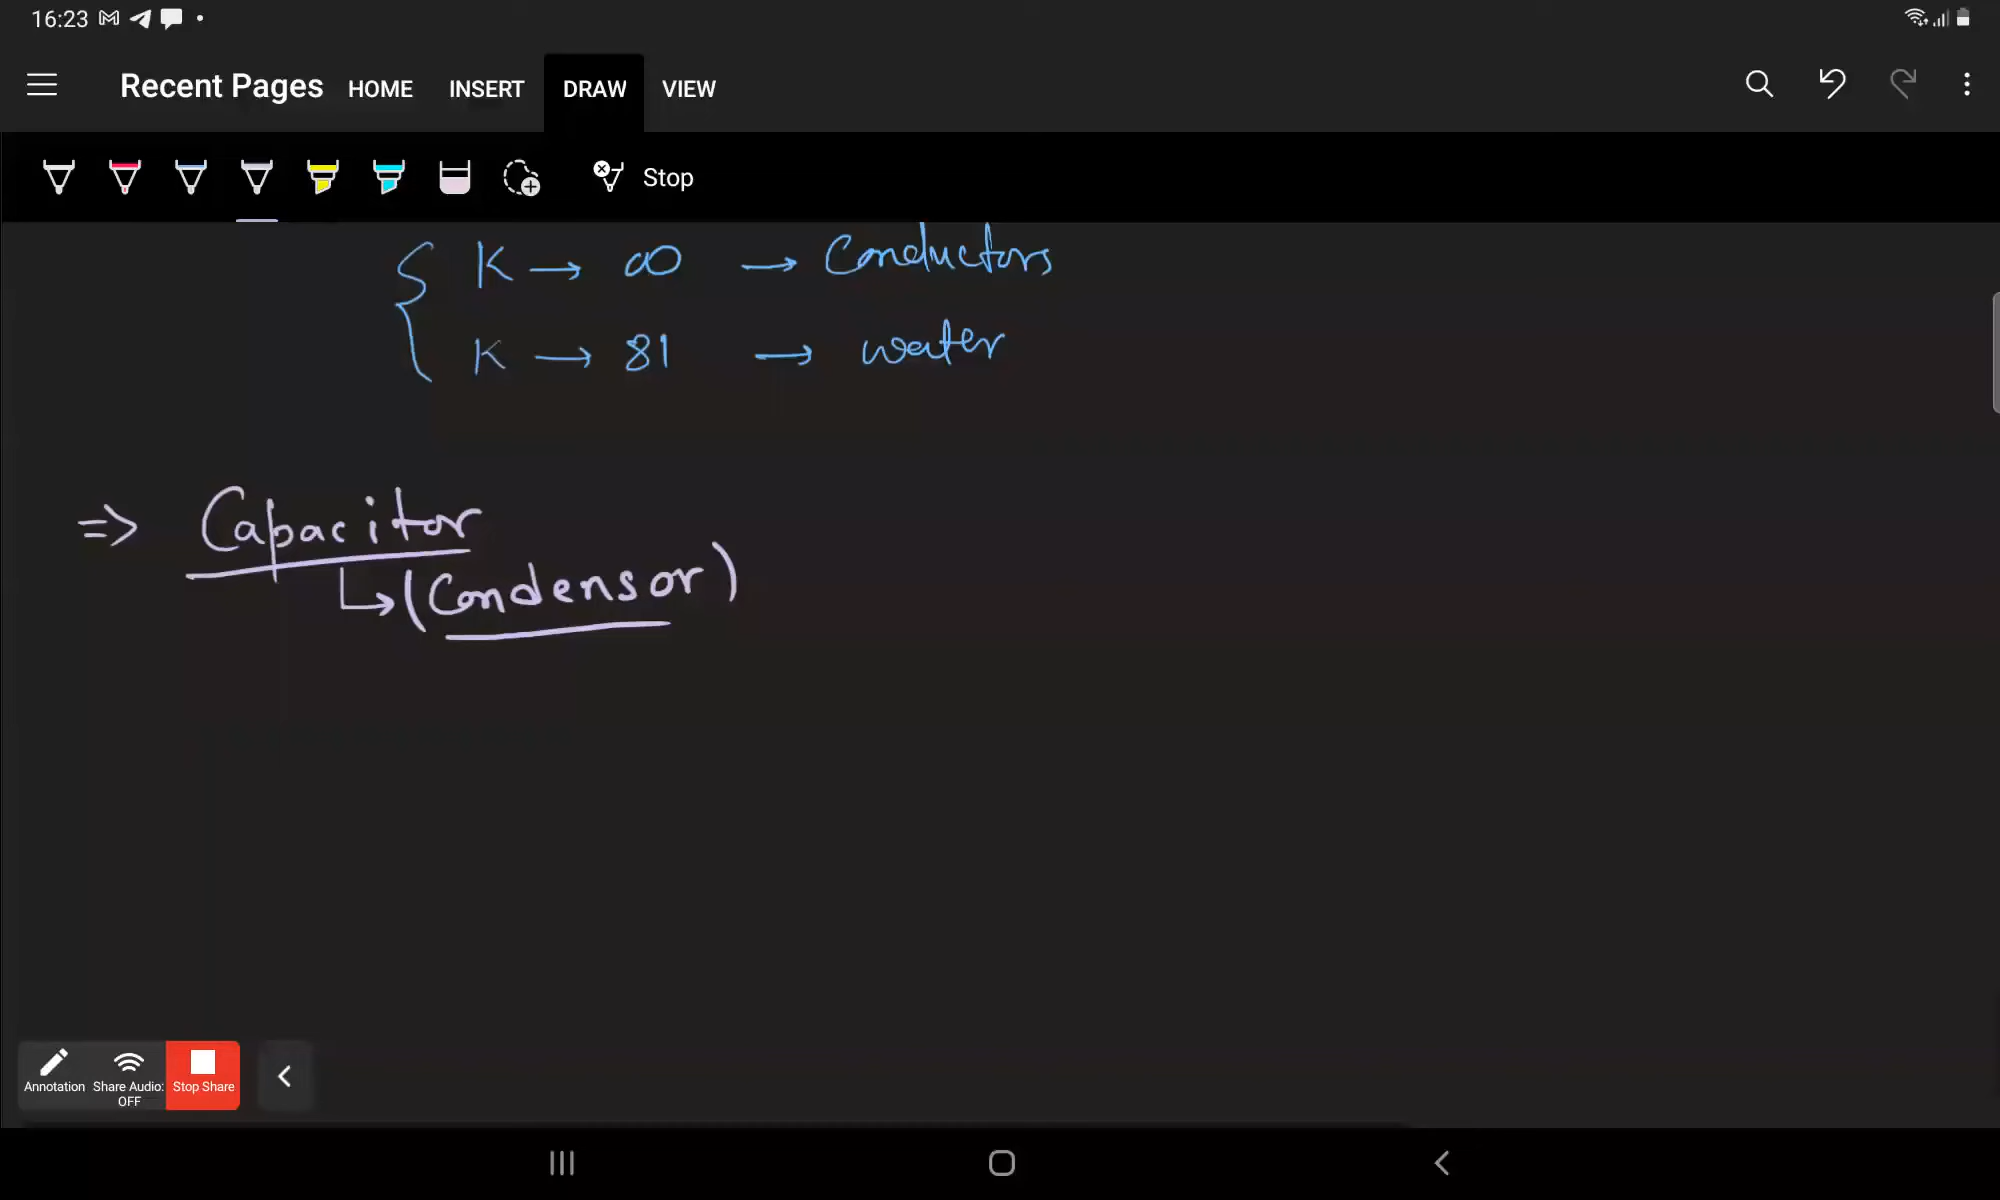 16:23
Recent Pages HOME INSERT DRAW VIEW
Stop
K → ∞ → Conductors
K → 81 → water
=> Capacitor
↳ (Condensor)
Annotation Share Audio: OFF Stop Share